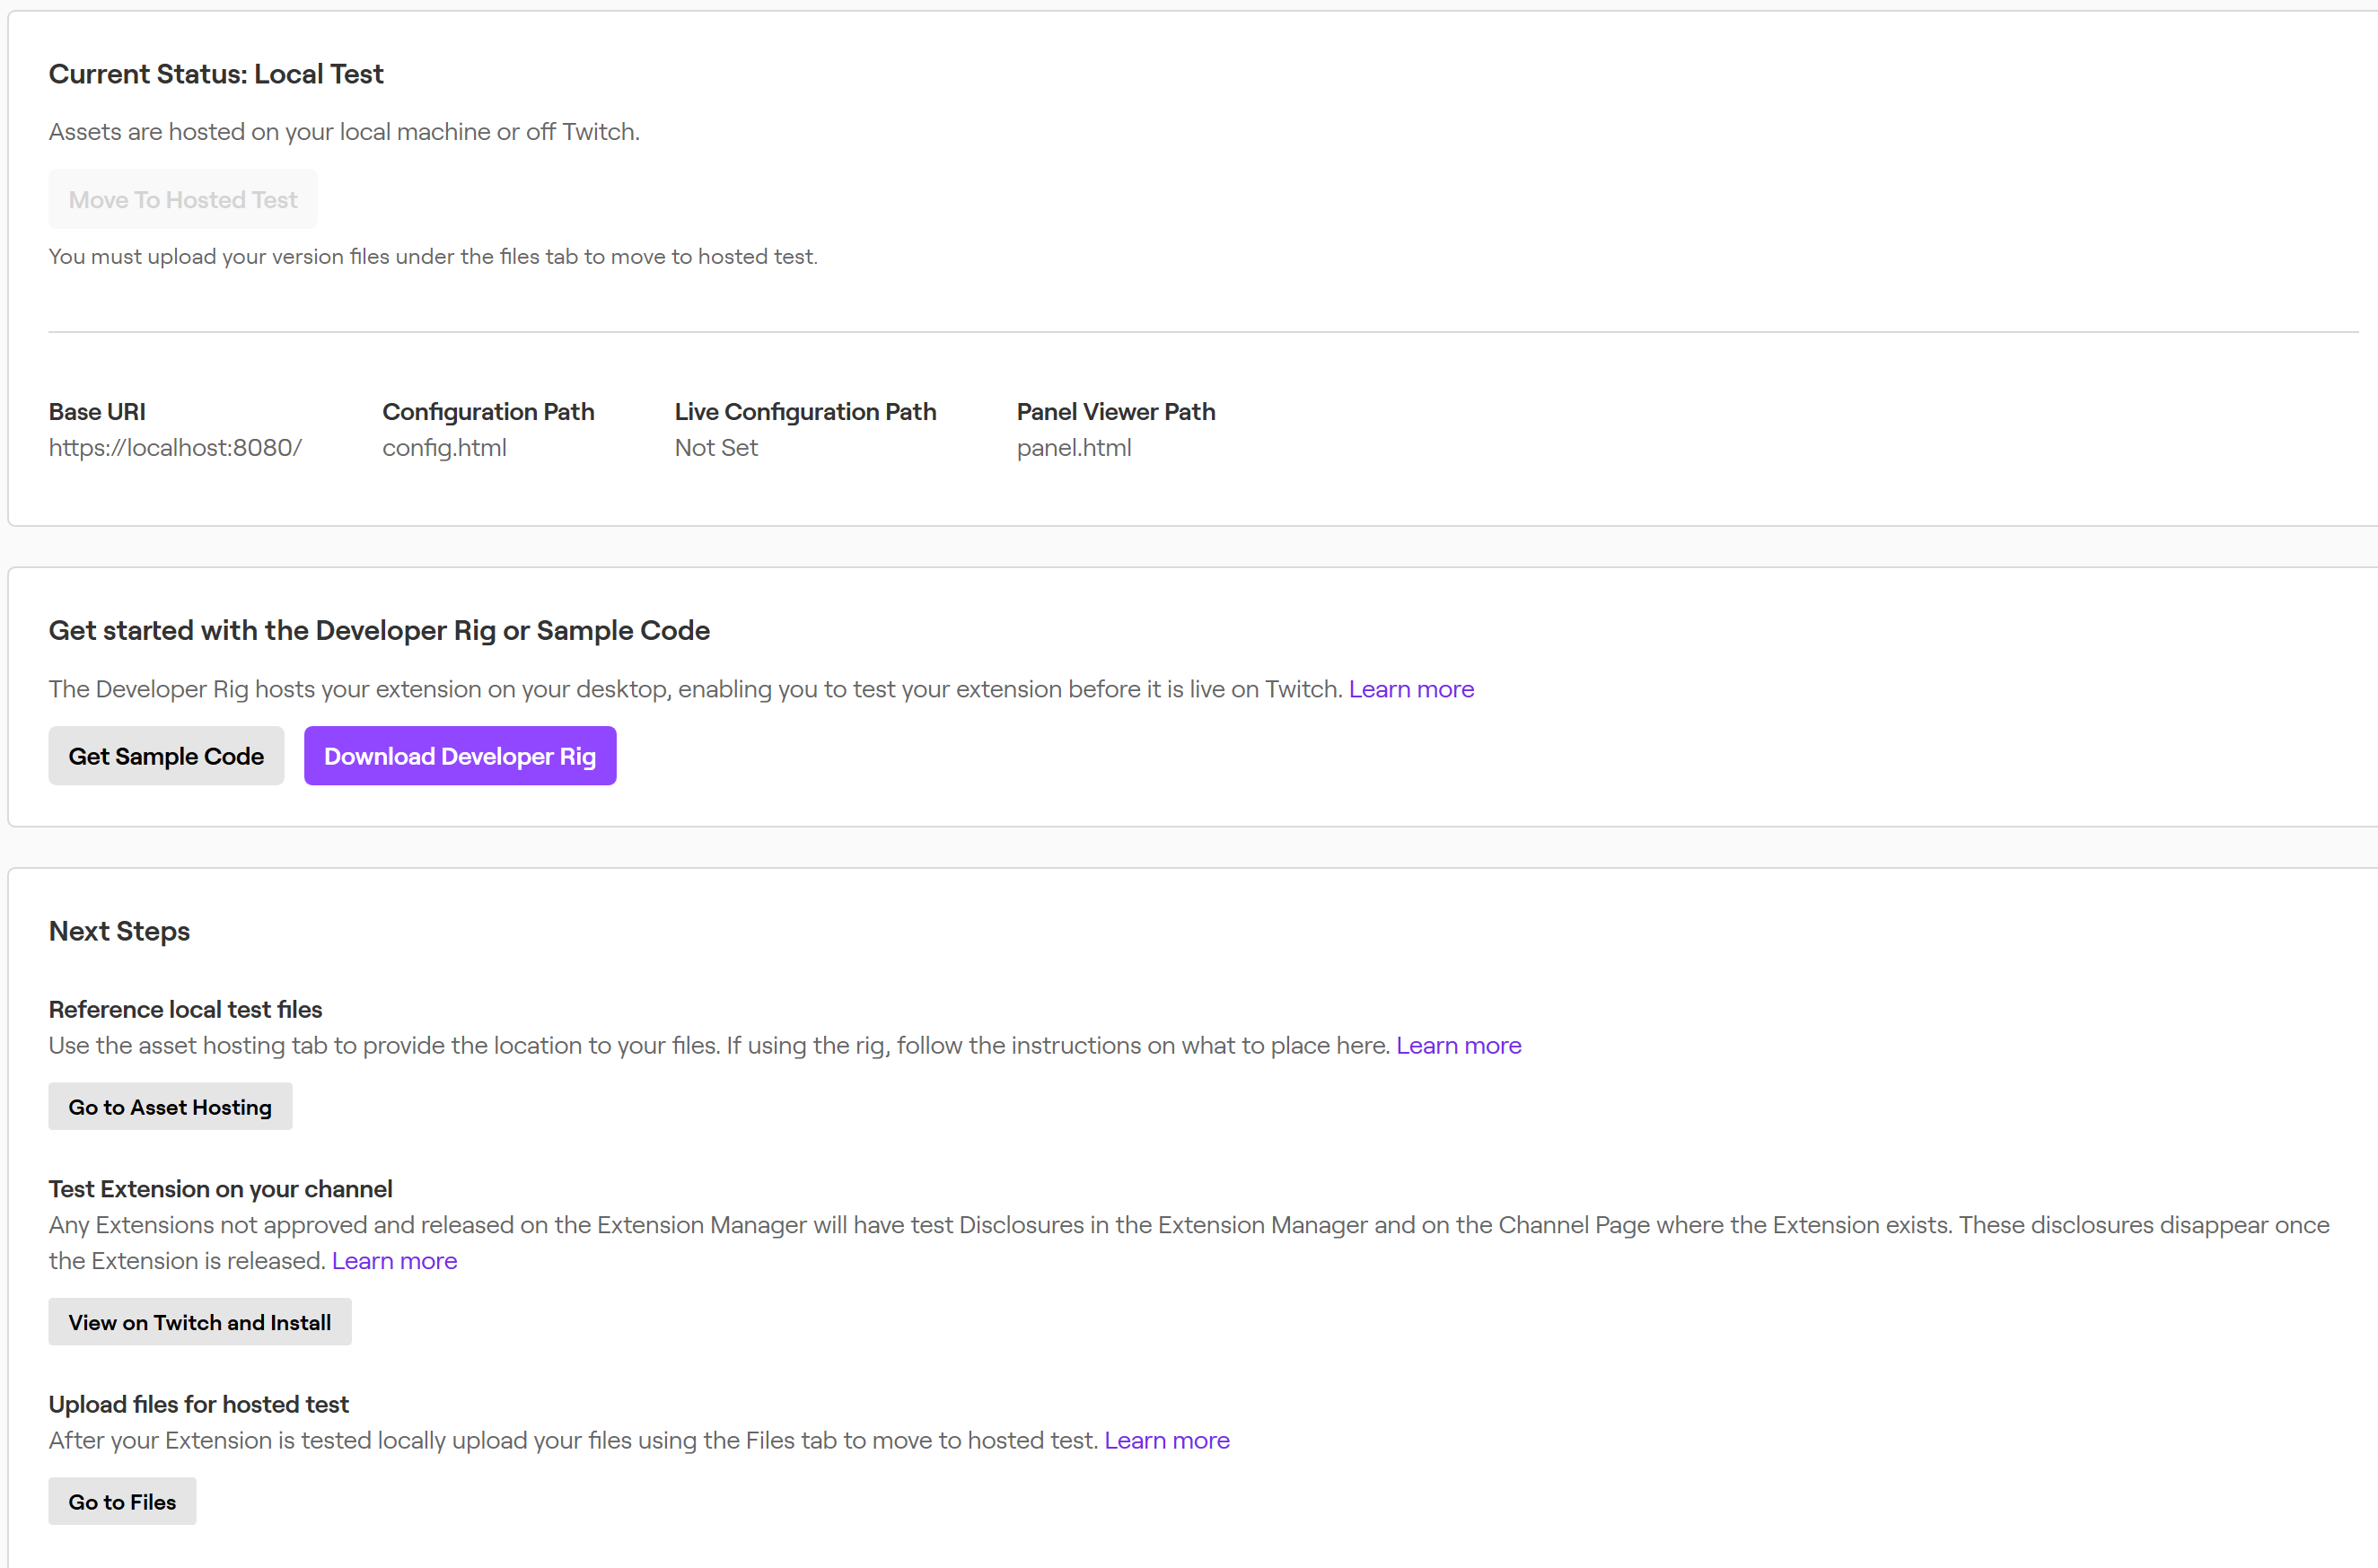 Current Status: Local Test
Assets are hosted on your local machine or off Twitch.
Move To Hosted Test
You must upload your version files under the files tab to move to hosted test.
Base URI
https://localhost:8080/
Configuration Path
config.html
Live Configuration Path
Not Set
Panel Viewer Path
panel.html
Get started with the Developer Rig or Sample Code
The Developer Rig hosts your extension on your desktop, enabling you to test your extension before it is live on Twitch. Learn more
Get Sample Code
Download Developer Rig
Next Steps
Reference local test files
Use the asset hosting tab to provide the location to your files. If using the rig, follow the instructions on what to place here. Learn more
Go to Asset Hosting
Test Extension on your channel
Any Extensions not approved and released on the Extension Manager will have test Disclosures in the Extension Manager and on the Channel Page where the Extension exists. These disclosures disappear once
the Extension is released. Learn more
View on Twitch and Install
Upload files for hosted test
After your Extension is tested locally upload your files using the Files tab to move to hosted test. Learn more
Go to Files